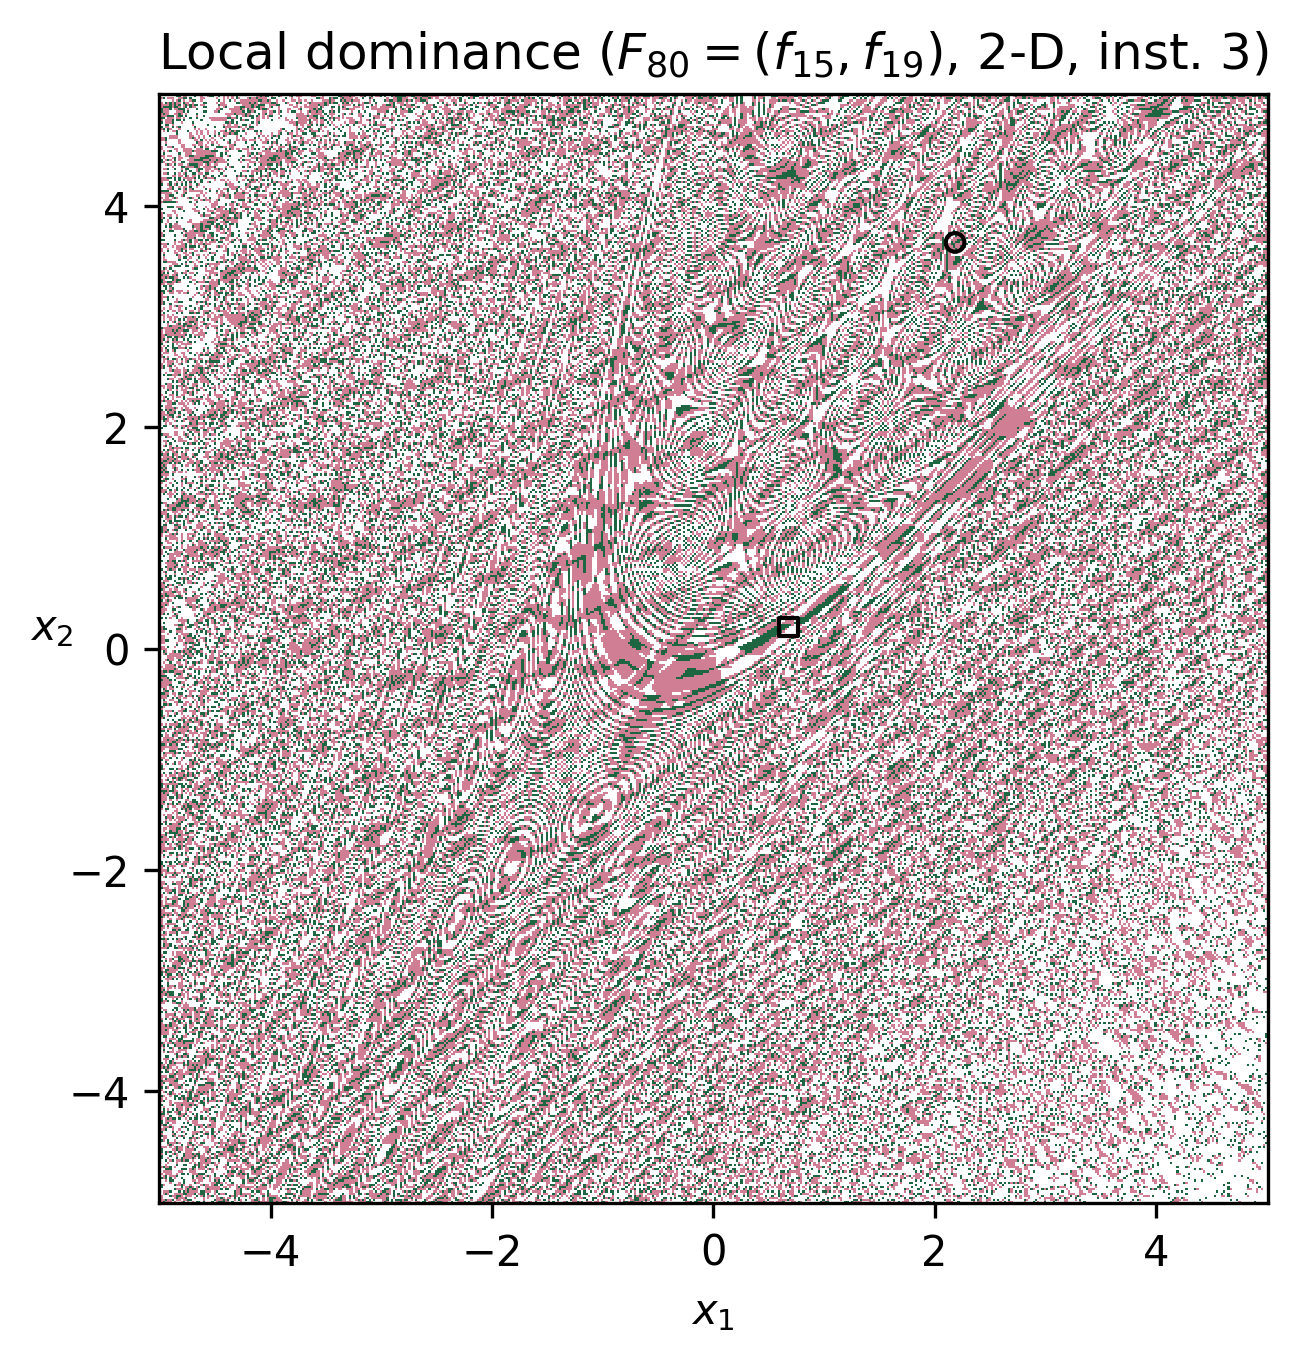 Local dominance (F₈₀ = (f₁₅, f₁₉), 2-D, inst. 3)
4
2
x₂
0
−2
−4
−4 −2 0 2 4
x₁